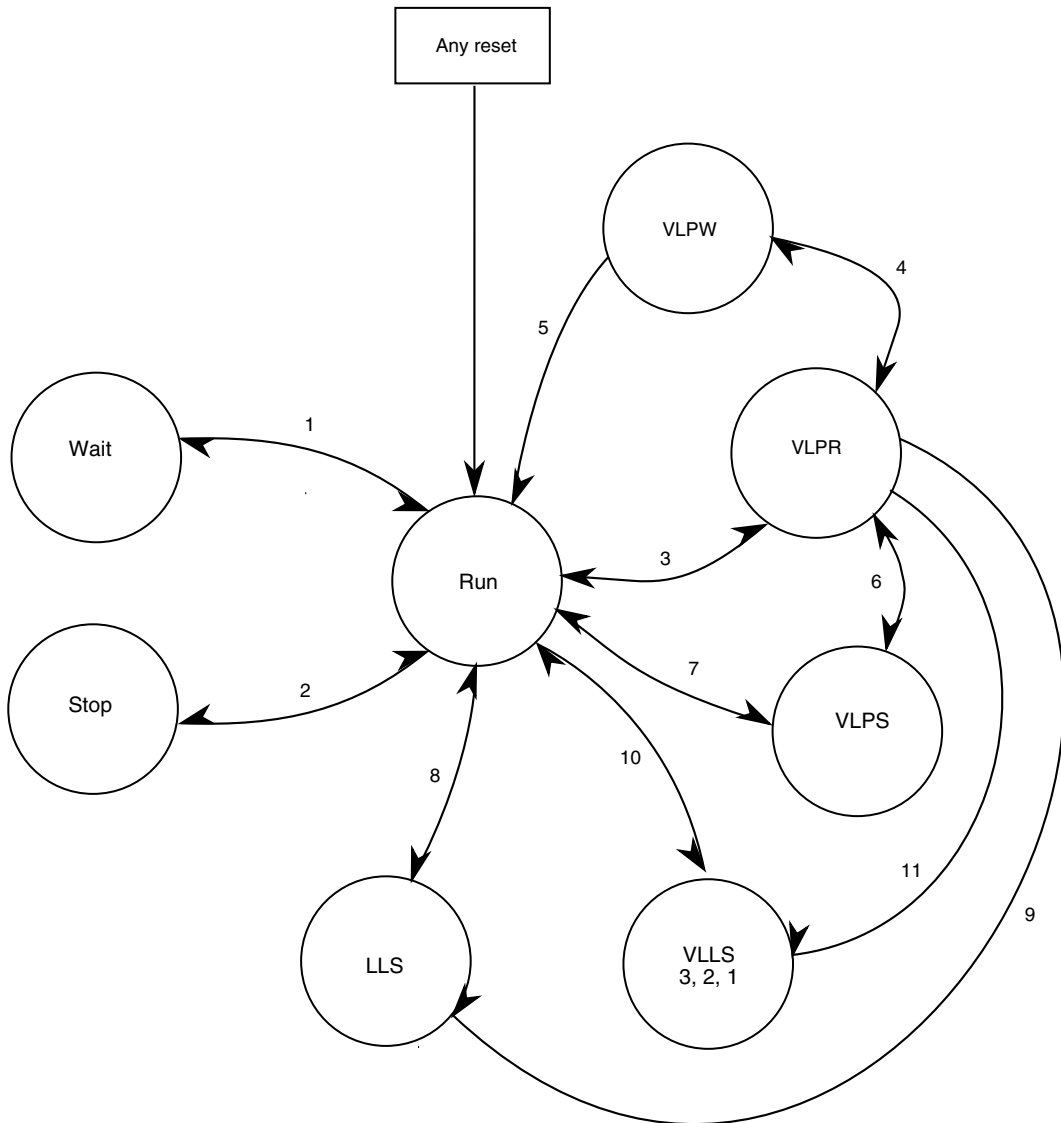 Any reset
VLPW
4
5
Wait
1
VLPR
3
Run
6
Stop
2
7
VLPS
10
8
11
9
LLS
VLLS
3, 2, 1